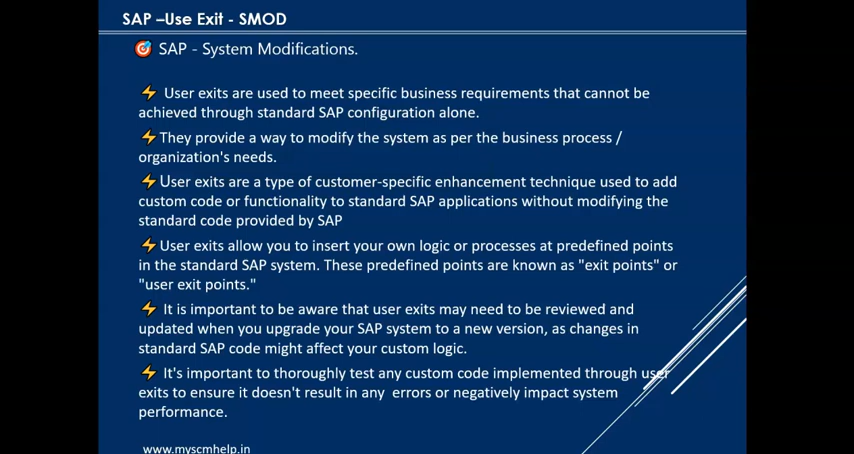 SAP –Use Exit - SMOD
SAP - System Modifications.
User exits are used to meet specific business requirements that cannot be
achieved through standard SAP configuration alone.
They provide a way to modify the system as per the business process /
organization's needs.
User exits are a type of customer-specific enhancement technique used to add
custom code or functionality to standard SAP applications without modifying the
standard code provided by SAP
User exits allow you to insert your own logic or processes at predefined points
in the standard SAP system. These predefined points are known as "exit points" or
"user exit points."
It is important to be aware that user exits may need to be reviewed and
updated when you upgrade your SAP system to a new version, as changes in
standard SAP code might affect your custom logic.
It's important to thoroughly test any custom code implemented through user
exits to ensure it doesn't result in any errors or negatively impact system
performance.
www.myscmhelp.in